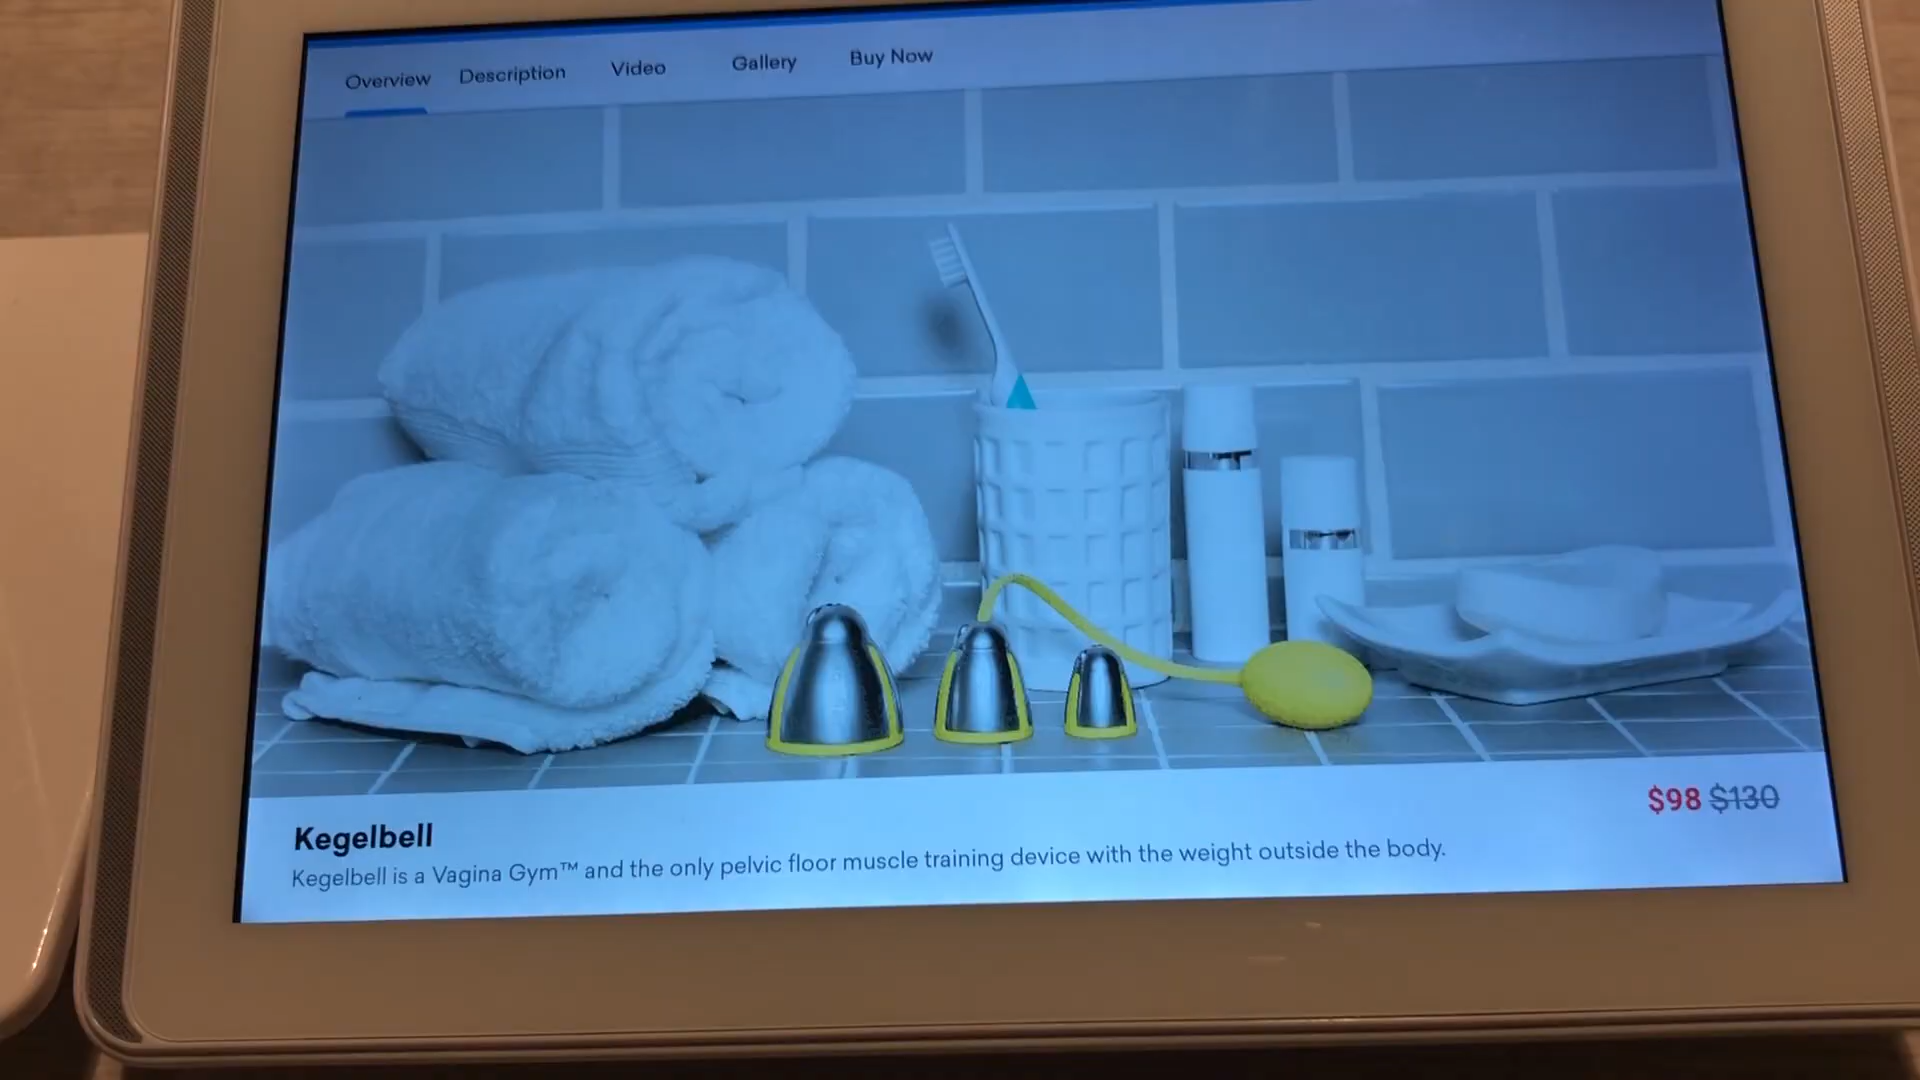 Overview Description Video Gallery Buy Now
$98 $130
Kegelbell
Kegelbell is a Vagina Gym™ and the only pelvic floor muscle training device with the weight outside the body.